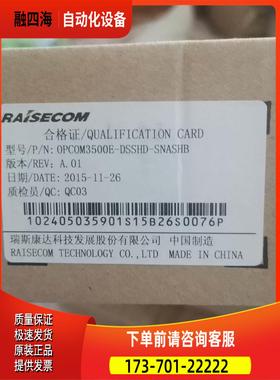 融四海
自动化设备
RAISECOM
合格证/QUALIFICATION CARD
型号/P/N: OPCOM3500E-DSSHD-SNASHB
版本/REV: A.01
日期/DATE: 2015-11-26
质检员/QC: QC03
102405035901S15B26S0076P
瑞斯康达科技发展股份有限公司 中国制造
RAISECOM TECHNOLOGY CO.,LTD MADE IN CHINA
下单前请咨询客服
173-701-22222